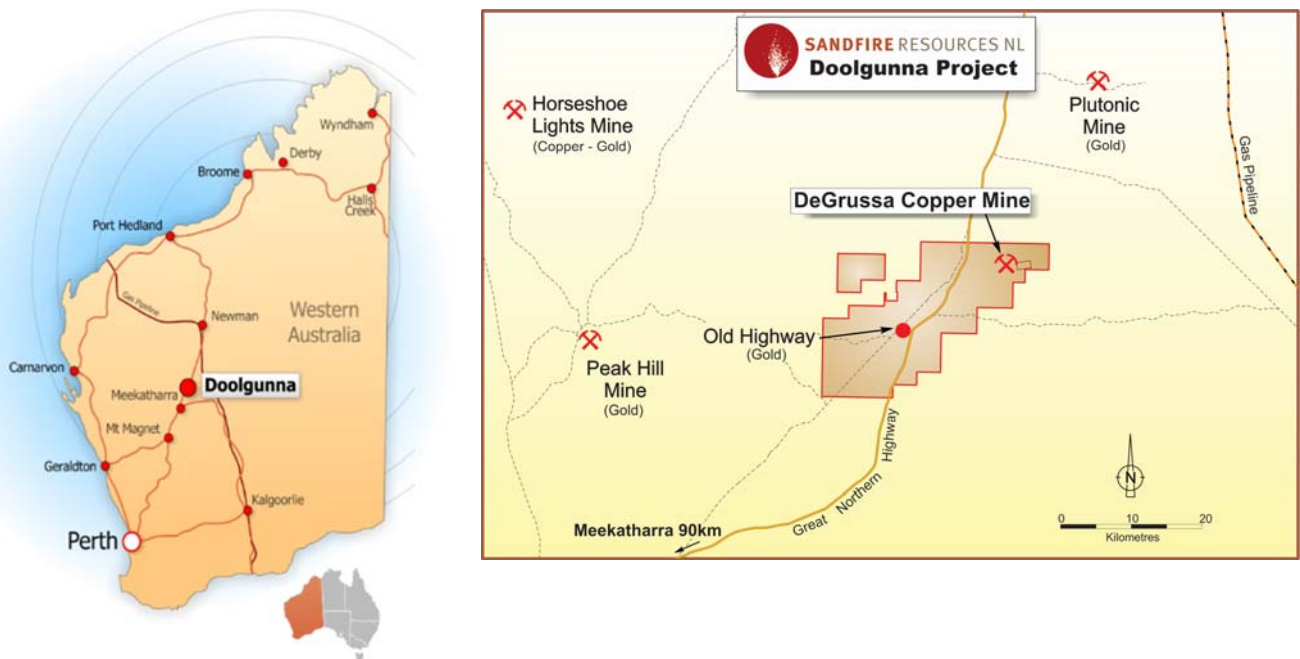 Wyndham
Derby
Broome
Halls
Creek
Port Hedland
Gas Pipeline
Western
Australia
Newman
Carnarvon
Doolgunna
Meekatharra
Mt Magnet
Geraldton
Kalgoorlie
Perth
SANDFIRE RESOURCES NL
Doolgunna Project
Horseshoe
Lights Mine
(Copper - Gold)
Plutonic
Mine
(Gold)
Gas Pipeline
DeGrussa Copper Mine
Old Highway
(Gold)
Peak Hill
Mine
(Gold)
Great Northern Highway
N
Meekatharra 90km
0 10 20
Kilometres